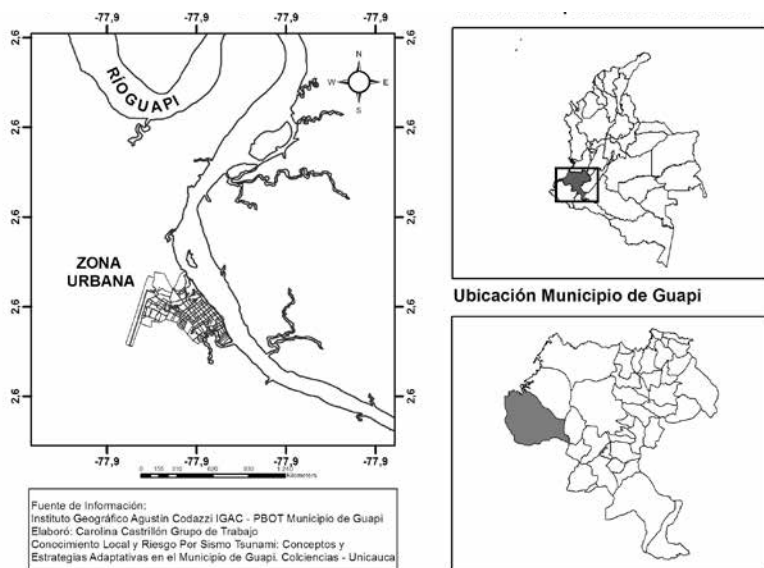 -77,9 -77,9 -77,9 -77,9
2,6 2,6
2,6 2,6
2,6 2,6
2,6 2,6
2,6 2,6
RÍO GUAPI
N
W E
S
ZONA
URBANA
-77,9 -77,9 -77,9 -77,9
Fuente de Información:
Instituto Geográfico Agustín Codazzi IGAC - PBOT Municipio de Guapi
Elaboró: Carolina Castrillón Grupo de Trabajo
Conocimiento Local y Riesgo Por Sismo Tsunami: Conceptos y
Estrategias Adaptativas en el Municipio de Guapi. Colciencias - Unicauca
Ubicación Municipio de Guapi